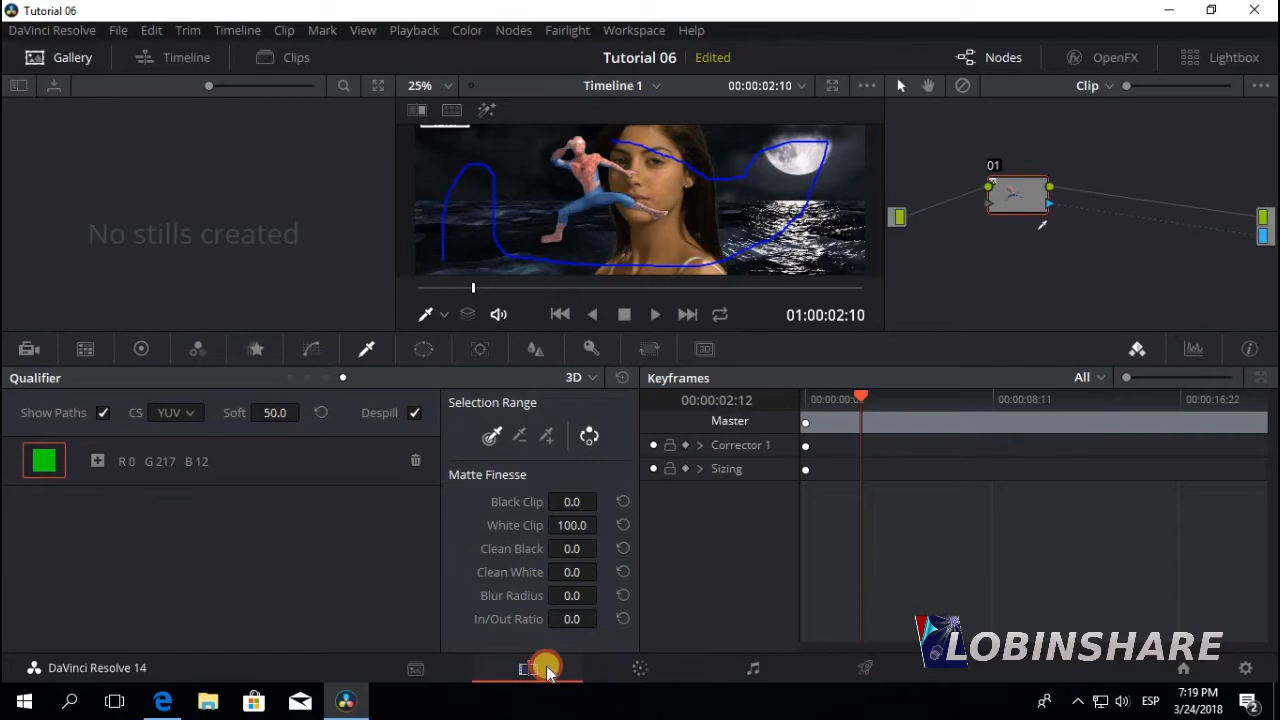 Tutorial 06
DaVinci Resolve File Edit Trim Timeline Clip Mark View Playback Color Nodes Fairlight Workspace Help
Gallery Timeline Clips Tutorial 06 Edited Nodes OpenFX Lightbox
25% Timeline 1 00:00:02:10 Clip
01
No stills created
01:00:02:10
Qualifier 3D Keyframes All
Show Paths CS YUV Soft 50.0 Despill
R 0 G 217 B 12
Selection Range
Matte Finesse
Black Clip 0.0
White Clip 100.0
Clean Black 0.0
Clean White 0.0
Blur Radius 0.0
In/Out Ratio 0.0
00:00:02:12 00:00:08:11 00:00:16:22
Master
Corrector 1
Sizing
LOBINSHARE
DaVinci Resolve 14
ESP 7:19 PM
3/24/2018
2